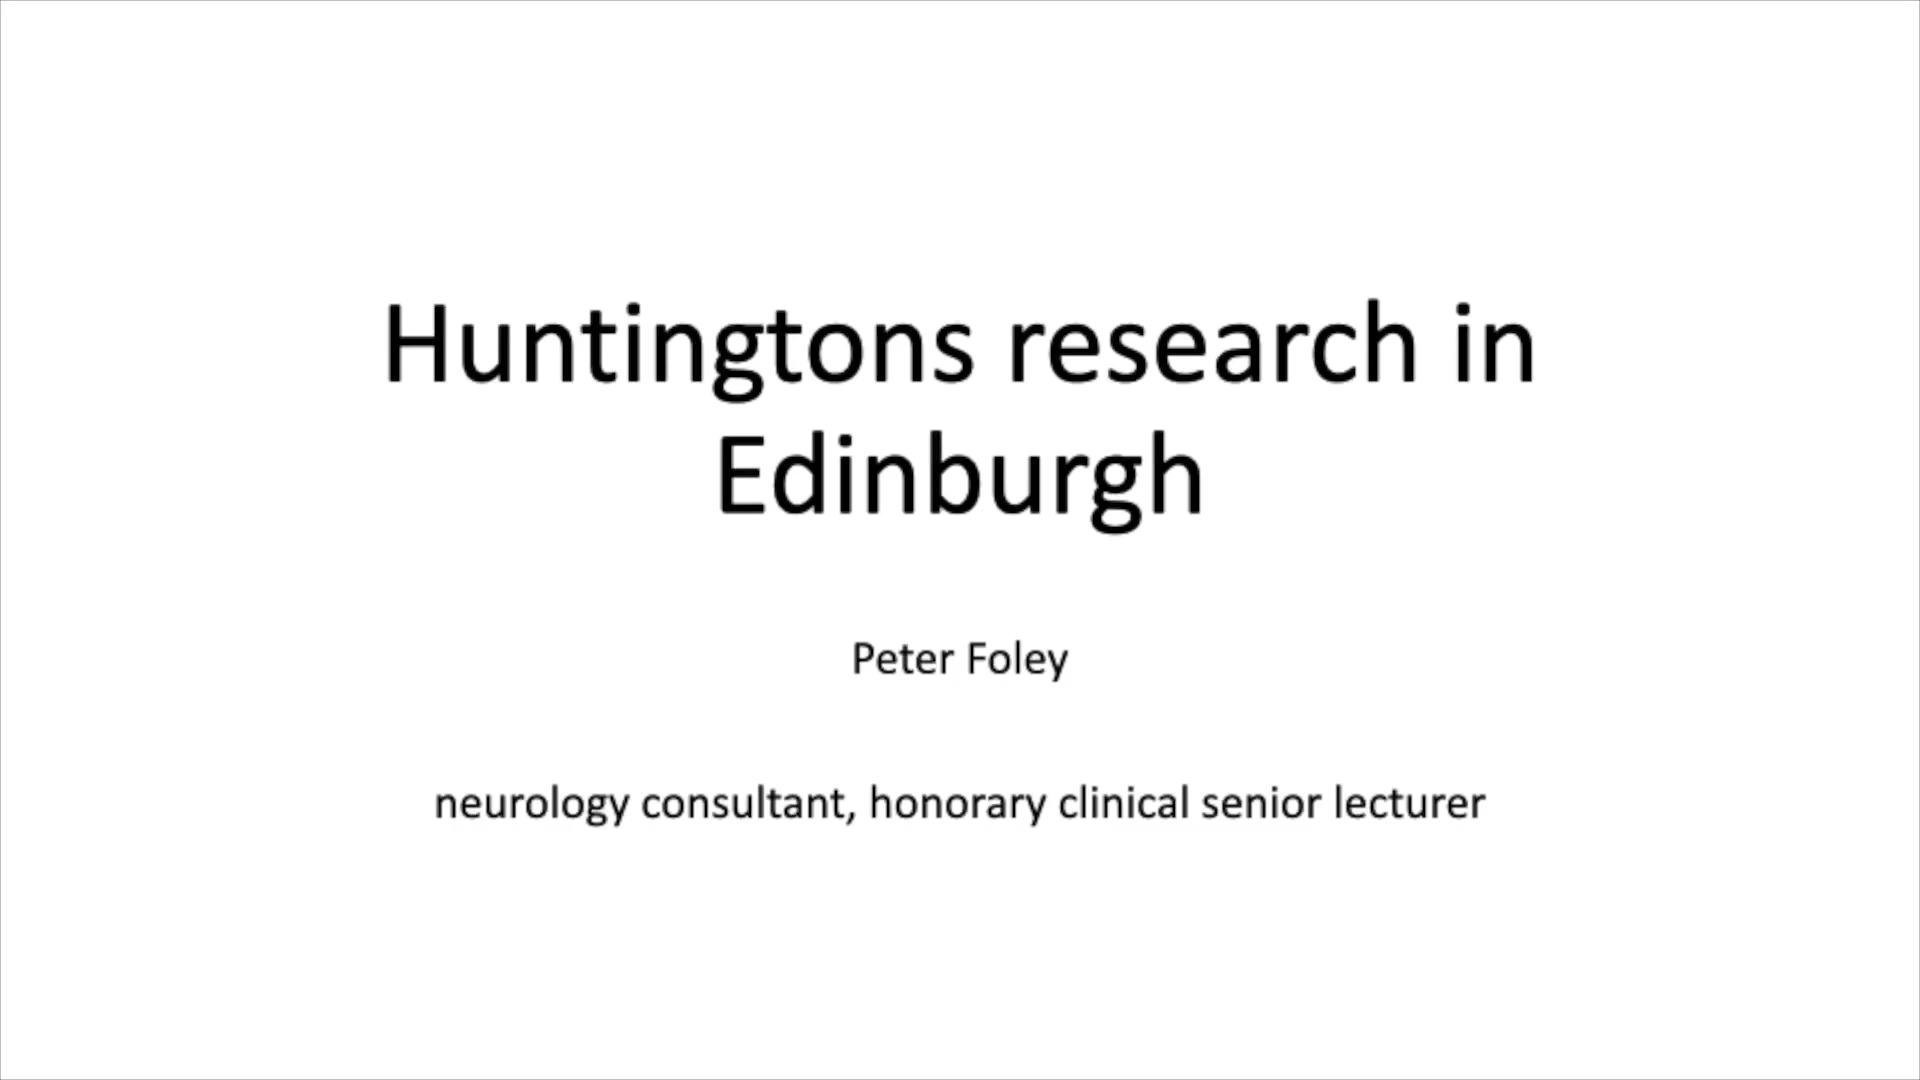 Huntingtons research in
Edinburgh
Peter Foley
neurology consultant, honorary clinical senior lecturer